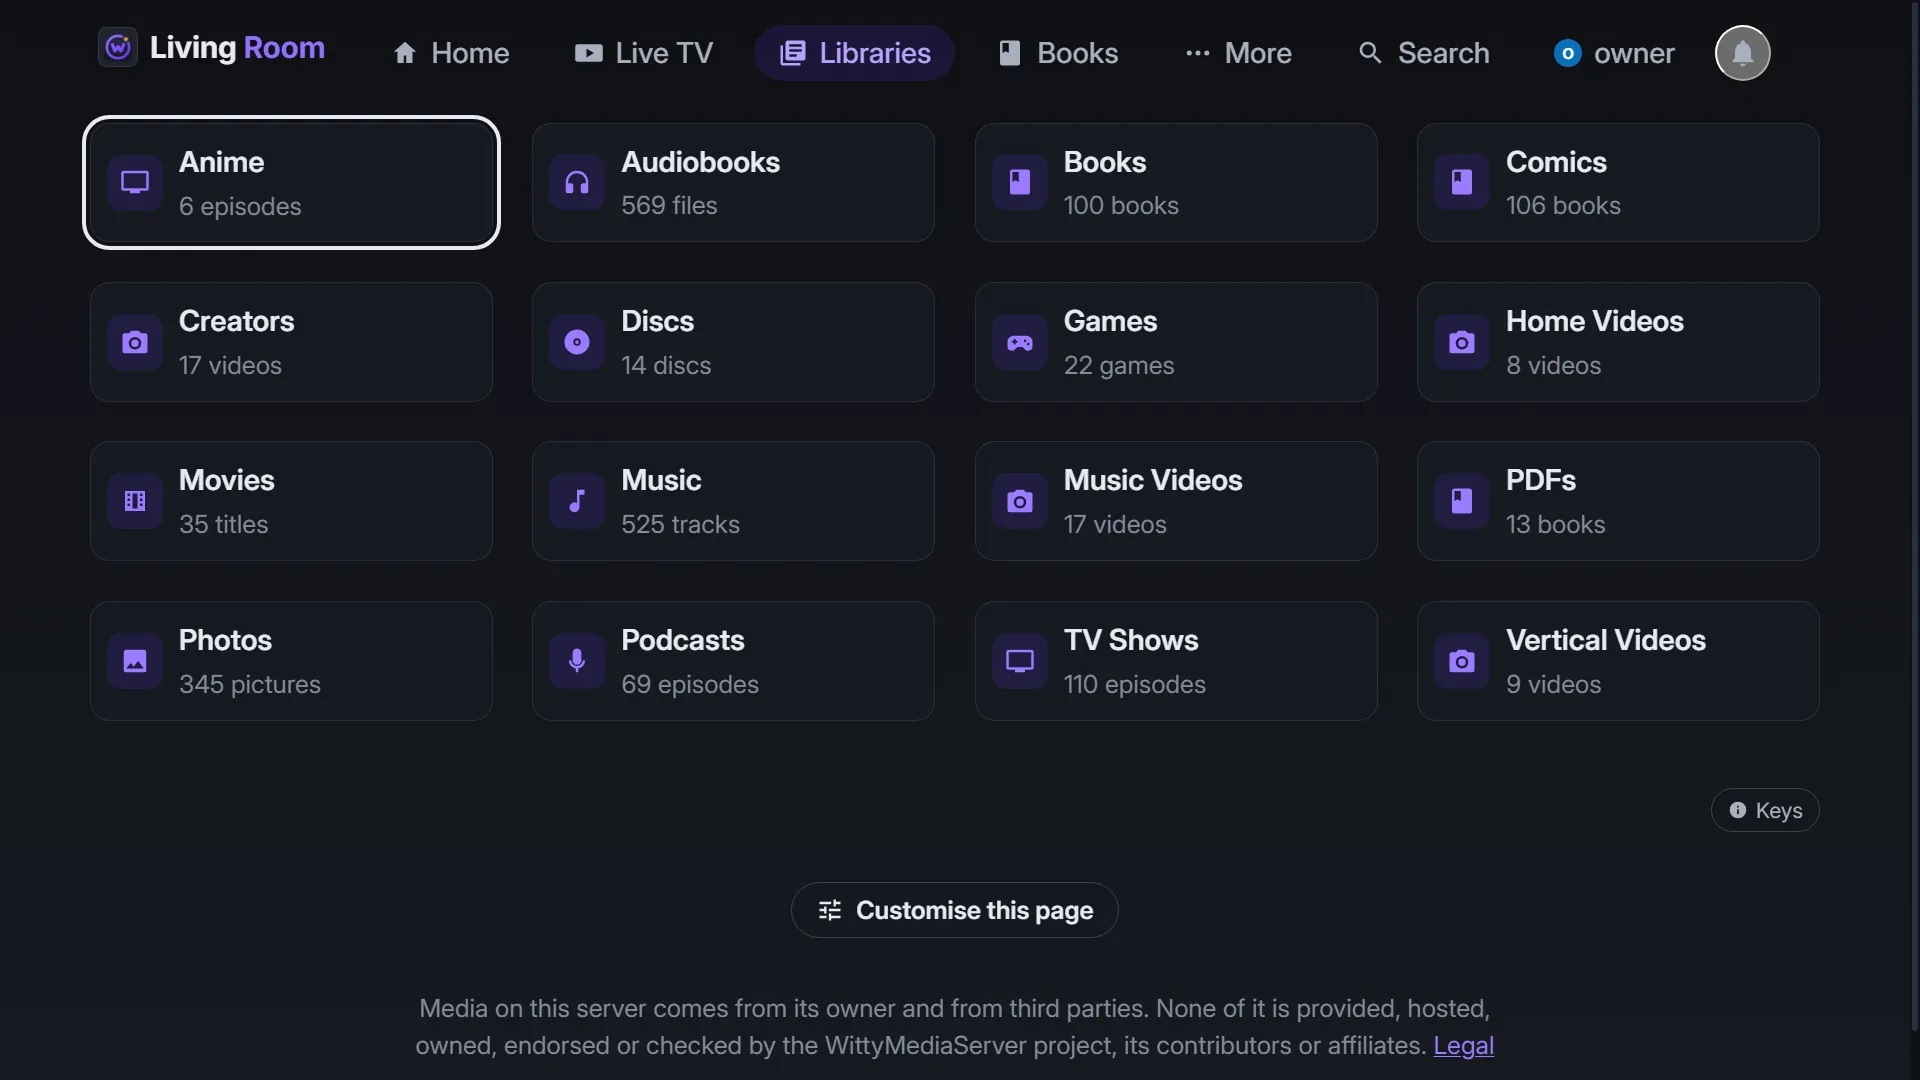 Living Room
Home
Live TV
Libraries
Books
More
Search
o owner
Anime
6 episodes
Audiobooks
569 files
Books
100 books
Comics
106 books
Creators
17 videos
Discs
14 discs
Games
22 games
Home Videos
8 videos
Movies
35 titles
Music
525 tracks
Music Videos
17 videos
PDFs
13 books
Photos
345 pictures
Podcasts
69 episodes
TV Shows
110 episodes
Vertical Videos
9 videos
Keys
Customise this page
Media on this server comes from its owner and from third parties. None of it is provided, hosted,
owned, endorsed or checked by the WittyMediaServer project, its contributors or affiliates. Legal